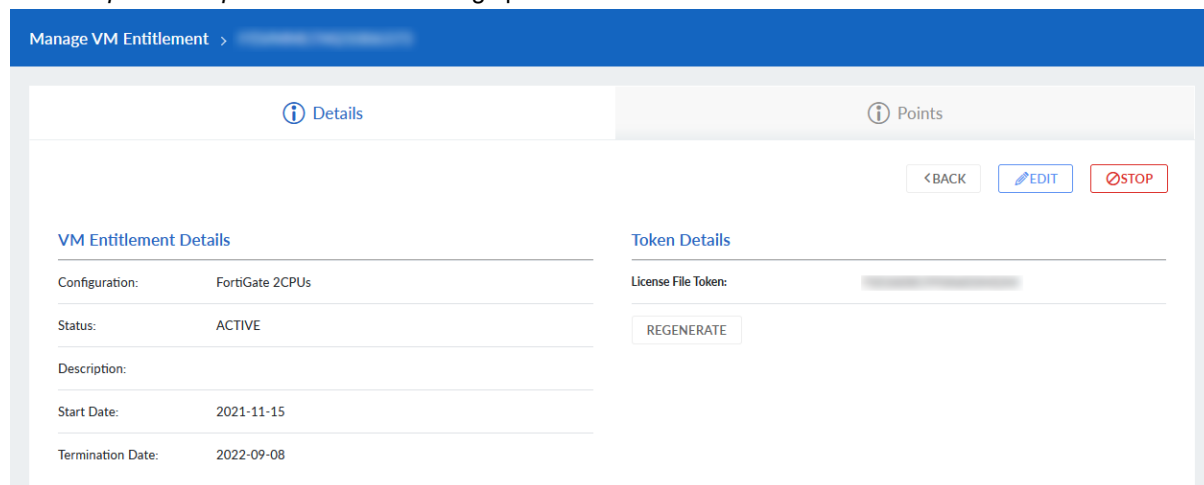 Manage VM Entitlement >
Details
Points
<BACK
EDIT
STOP
VM Entitlement Details
Configuration: FortiGate 2CPUs
Status: ACTIVE
Description:
Start Date: 2021-11-15
Termination Date: 2022-09-08
Token Details
License File Token:
REGENERATE